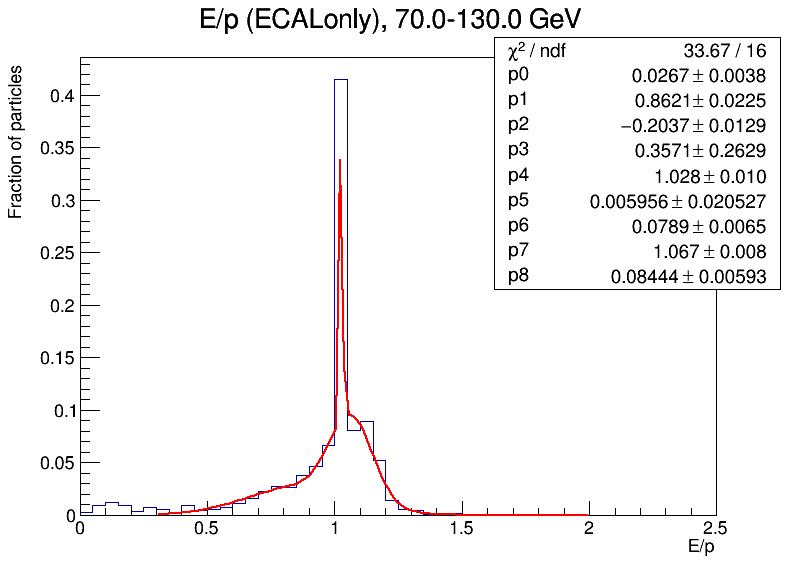 E/p (ECALonly), 70.0-130.0 GeV
χ² / ndf 33.67 / 16
p0 0.0267 ± 0.0038
p1 0.8621 ± 0.0225
p2 −0.2037 ± 0.0129
p3 0.3571 ± 0.2629
p4 1.028 ± 0.010
p5 0.005956 ± 0.020527
p6 0.0789 ± 0.0065
p7 1.067 ± 0.008
p8 0.08444 ± 0.00593
Fraction of particles
0.4
0.35
0.3
0.25
0.2
0.15
0.1
0.05
0
0 0.5 1 1.5 2 2.5
E/p